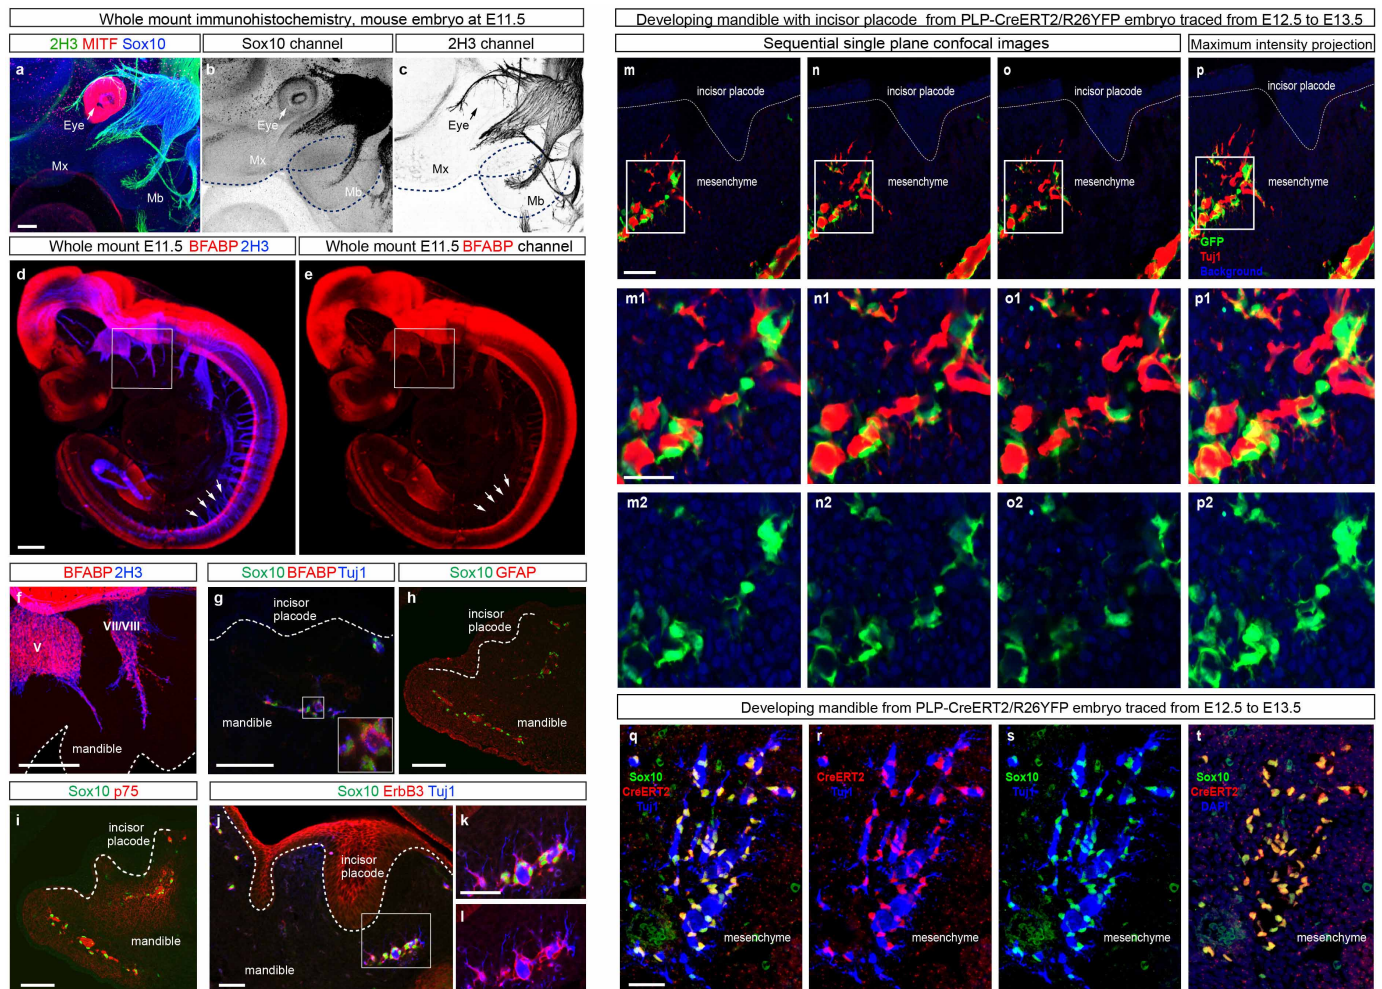 Whole mount immunohistochemistry, mouse embryo at E11.5
2H3 MITF Sox10
Sox10 channel
2H3 channel
a
Eye
Mx
Mb
b
Eye
Mx
Mb
c
Eye
Mx
Mb
Whole mount E11.5 BFABP 2H3
Whole mount E11.5 BFABP channel
d
e
BFABP 2H3
Sox10 BFABP Tuj1
Sox10 GFAP
f
V
VII/VIII
mandible
g
incisor
placode
mandible
h
incisor
placode
mandible
Sox10 p75
Sox10 ErbB3 Tuj1
i
incisor
placode
mandible
j
incisor
placode
mandible
k
l
Developing mandible with incisor placode from PLP-CreERT2/R26YFP embryo traced from E12.5 to E13.5
Sequential single plane confocal images
Maximum intensity projection
m
incisor placode
mesenchyme
n
incisor placode
mesenchyme
o
incisor placode
mesenchyme
p
incisor placode
mesenchyme
GFP
Tuj1
Background
m1
n1
o1
p1
m2
n2
o2
p2
Developing mandible from PLP-CreERT2/R26YFP embryo traced from E12.5 to E13.5
q
Sox10
CreERT2
Tuj1
mesenchyme
r
CreERT2
Tuj1
mesenchyme
s
Sox10
Tuj1
mesenchyme
t
Sox10
CreERT2
DAPI
mesenchyme